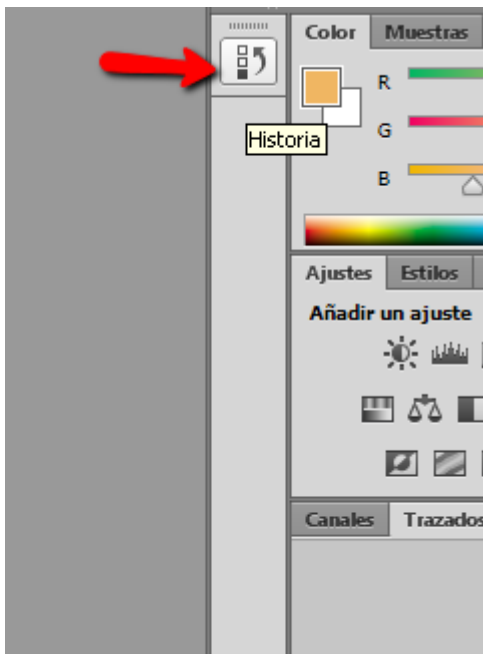 Color Muestras
R
Historia
G
B
Ajustes Estilos
Añadir un ajuste
Canales Trazados